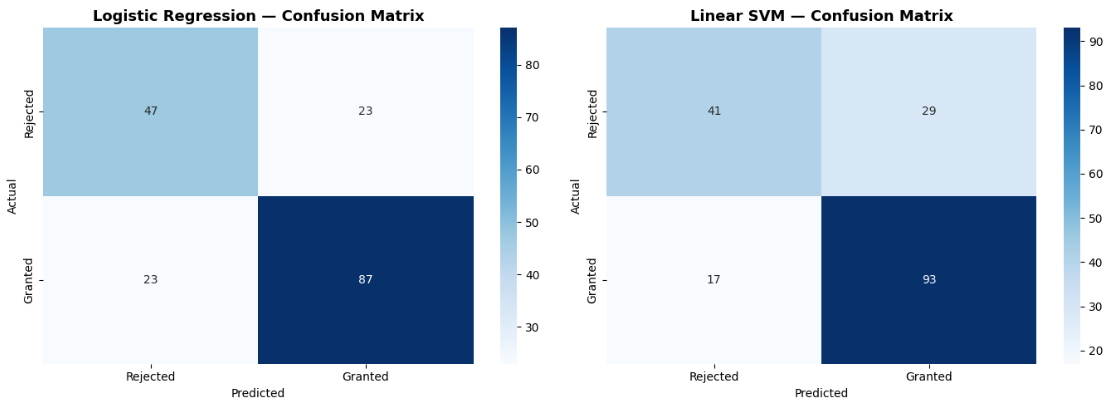 Logistic Regression — Confusion Matrix
Rejected
Granted
Actual
47
23
23
87
Rejected
Granted
Predicted
80
70
60
50
40
30
Linear SVM — Confusion Matrix
Rejected
Granted
Actual
41
29
17
93
Rejected
Granted
Predicted
90
80
70
60
50
40
30
20